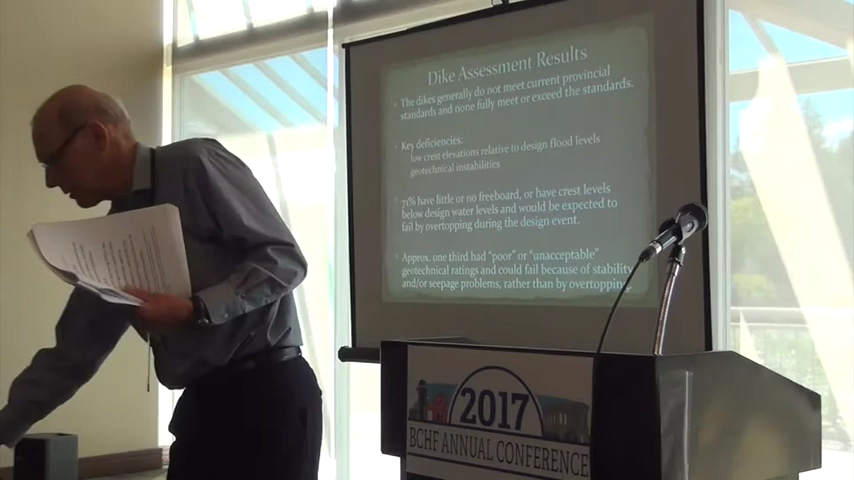 Dike Assessment Results
The dikes generally do not meet current provincial
standards and none fully meet or exceed the standards.
Key deficiencies:
low crest elevations relative to design flood levels
geotechnical instabilities
71% have little or no freeboard, or have crest levels
below design water levels and would be expected to
fail by overtopping during the design event.
Approx. one third had "poor" or "unacceptable"
geotechnical ratings and could fail because of stability
and/or seepage problems, rather than by overtopping.
2017
BCHF ANNUAL CONFERENCE